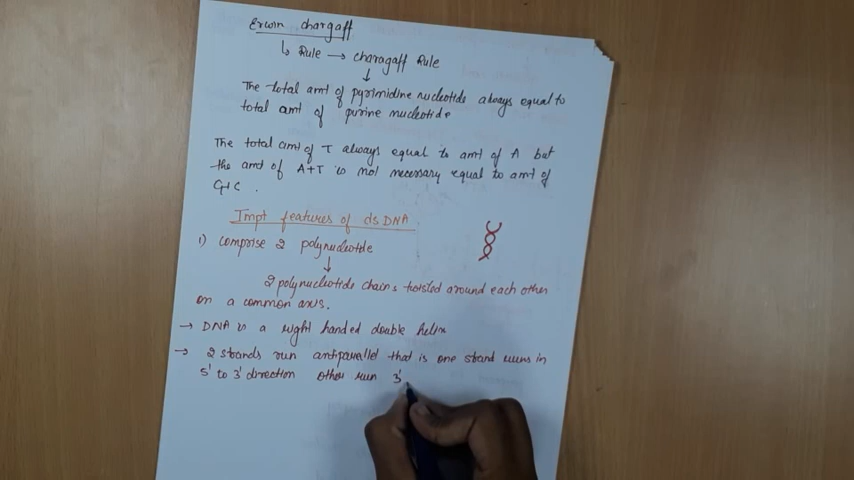 Erwin chargaff
↳ Rule → charagaff Rule
↓
The total amt of pyrimidine nucleotide always equal to
total amt of purine nucleotide
The total amt of T always equal to amt of A but
the amt of A+T is not necessary equal to amt of
G+C.
Impt features of dsDNA
1) comprise 2 polynucleotide
↓
2 polynucleotide chains twisted around each other
on a common axis.
→ DNA is a right handed double helix
→ 2 strands run antiparallel that is one strand runs in
5' to 3' direction other run 3'